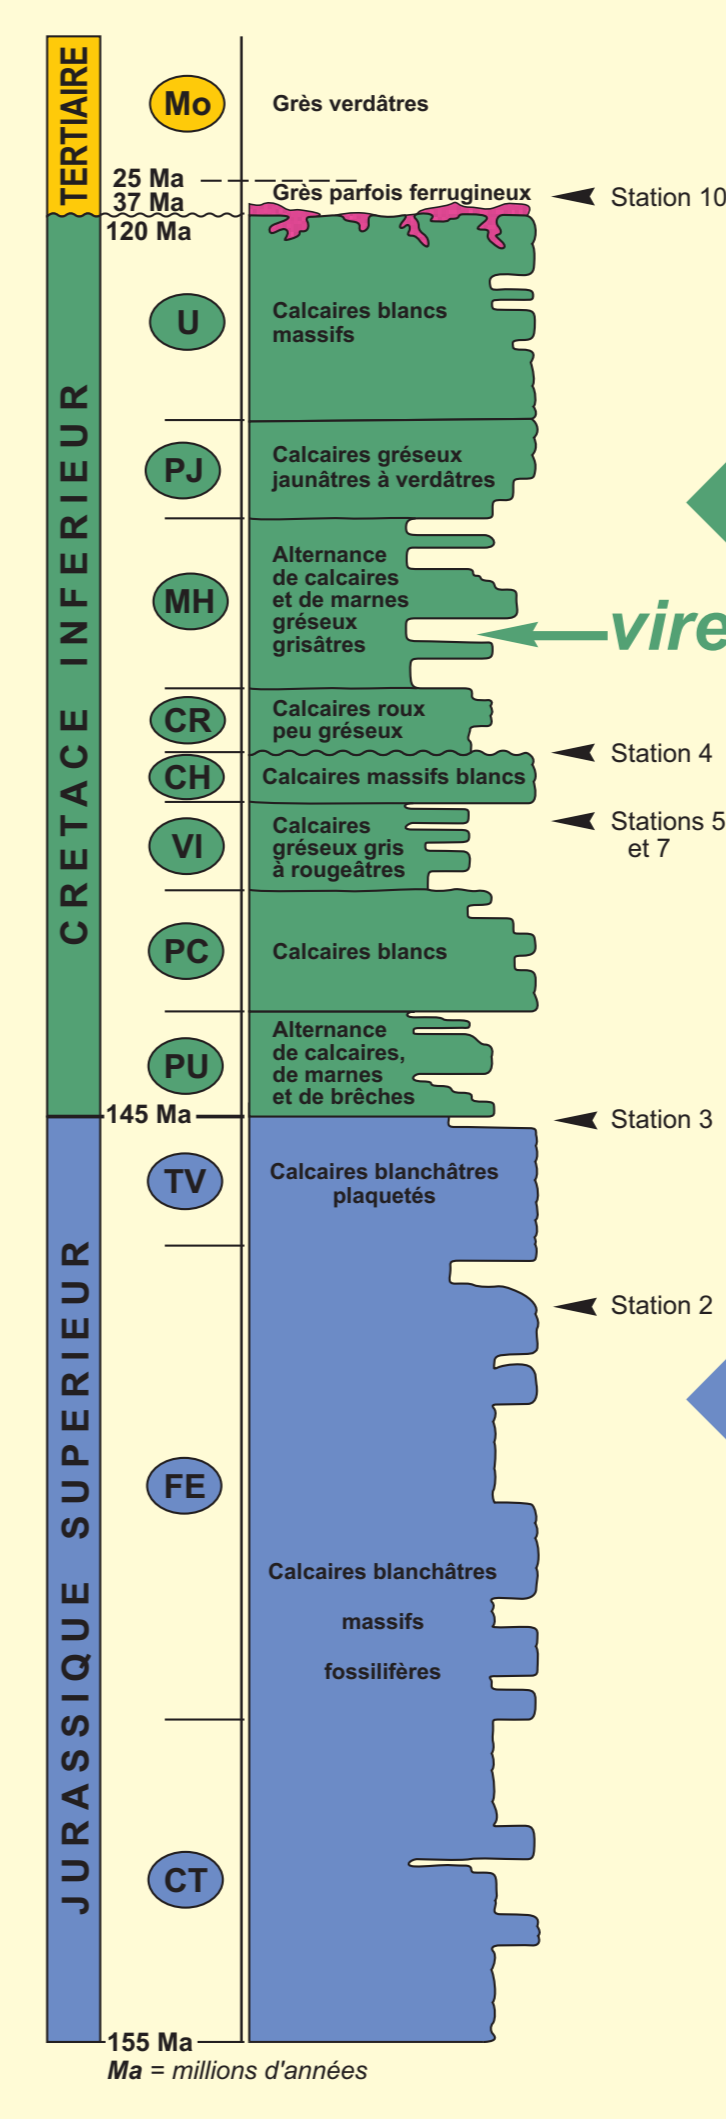 TERTIAIRE
Mo
Grès verdâtres
25 Ma
37 Ma
Grès parfois ferrugineux
Station 10
120 Ma
CRETACE INFERIEUR
U
Calcaires blancs
massifs
PJ
Calcaires gréseux
jaunâtres à verdâtres
MH
Alternance
de calcaires
et de marnes
gréseux
grisâtres
vire
CR
Calcaires roux
peu gréseux
Station 4
CH
Calcaires massifs blancs
VI
Calcaires
gréseux gris
à rougeâtres
Stations 5
et 7
PC
Calcaires blancs
PU
Alternance
de calcaires,
de marnes
et de brêches
145 Ma
Station 3
JURASSIQUE SUPERIEUR
TV
Calcaires blanchâtres
plaquetés
Station 2
FE
Calcaires blanchâtres
massifs
fossilifères
CT
155 Ma
Ma = millions d'années